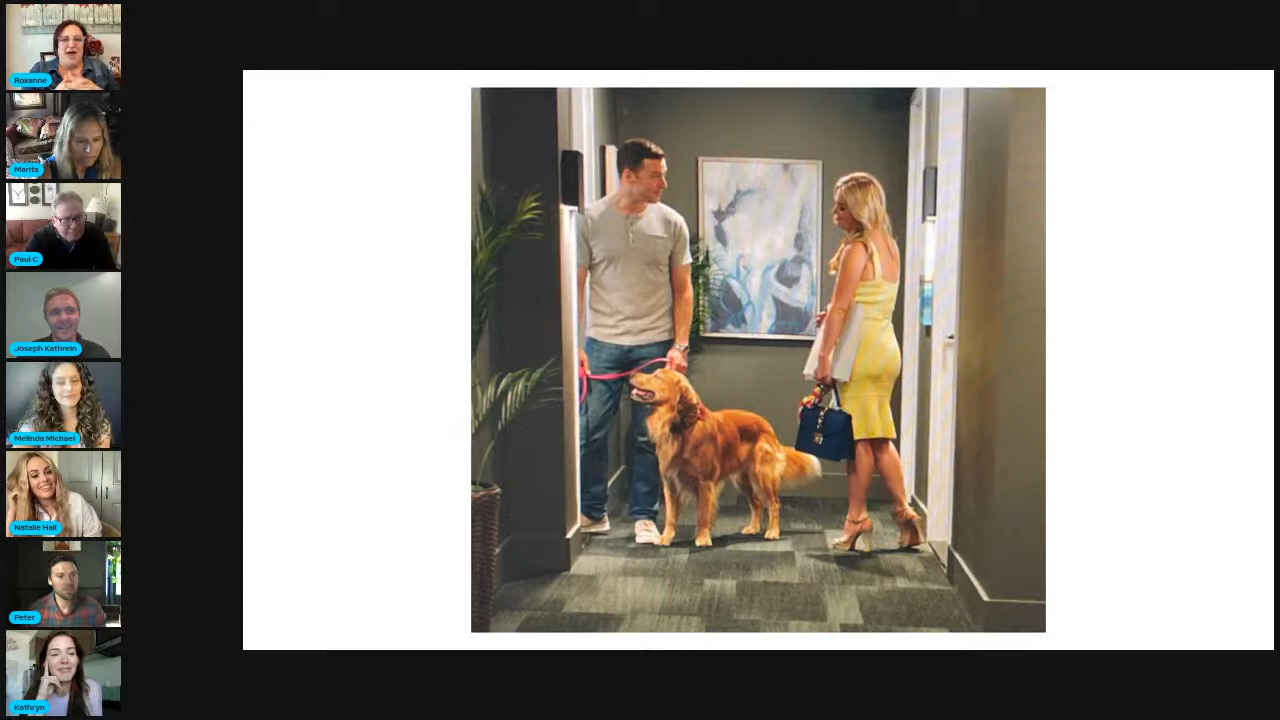 Roxanne
Marita
Paul C
Joseph Kathrein
Melinda Michael
Natalie Hall
Peter
Kathryn